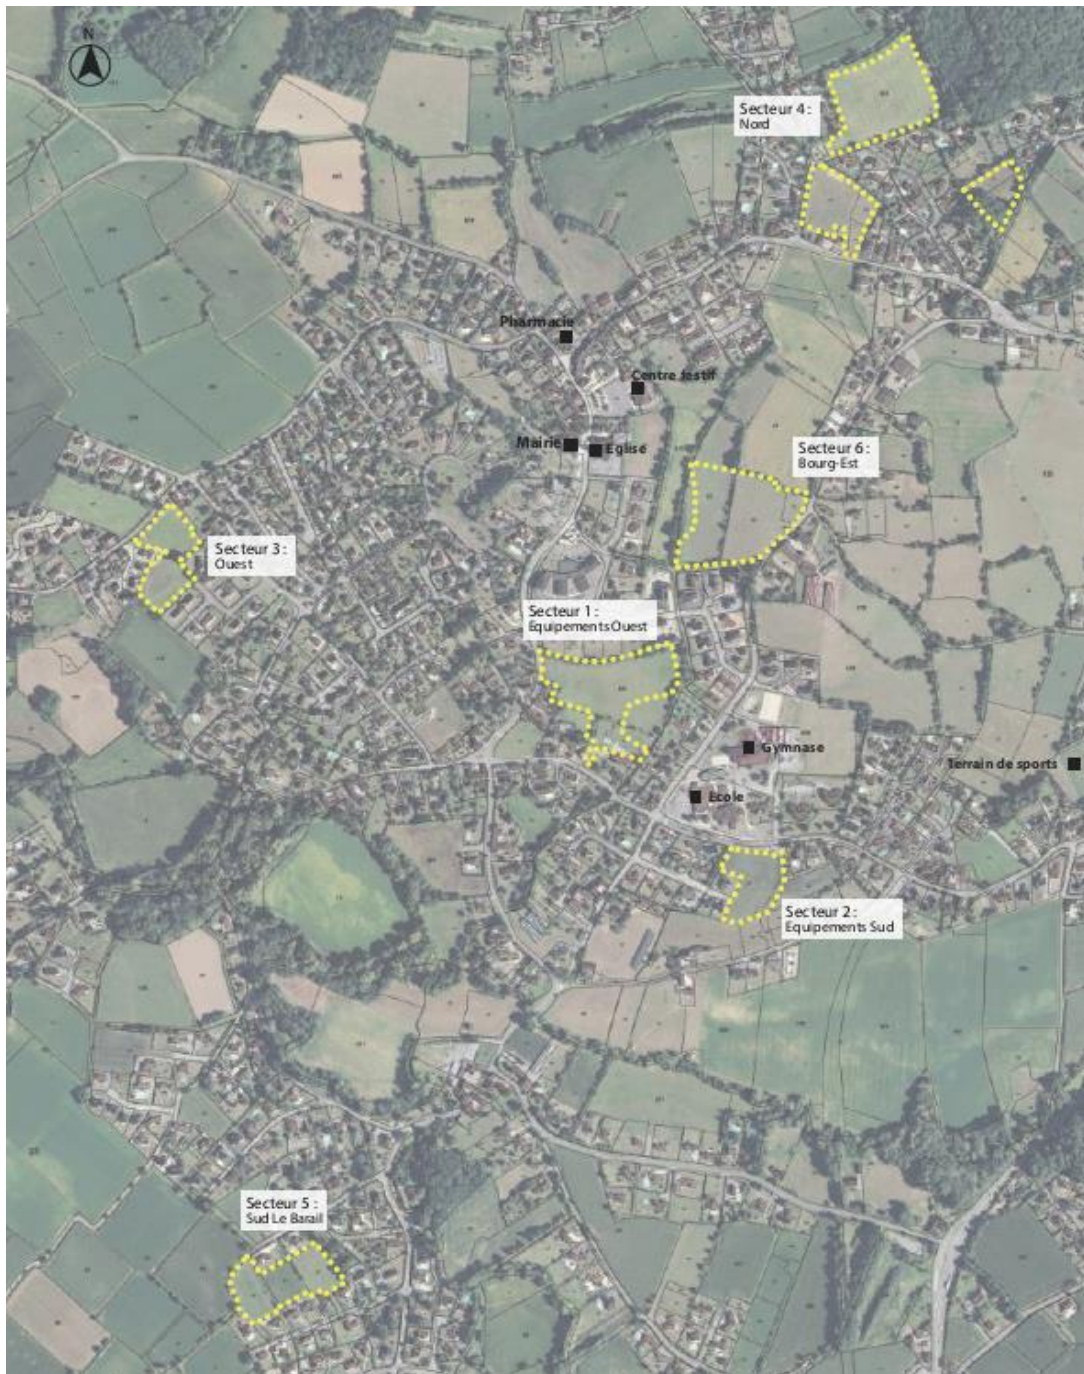 N
Secteur 4 :
Nord
Pharmacie
Centre festif
Mairie
Eglise
Secteur 6 :
Bourg-Est
Secteur 3 :
Ouest
Secteur 1 :
Equipements Ouest
Gymnase
Terrain de sports
Ecole
Secteur 2 :
Equipements Sud
Secteur 5 :
Sud Le Barail